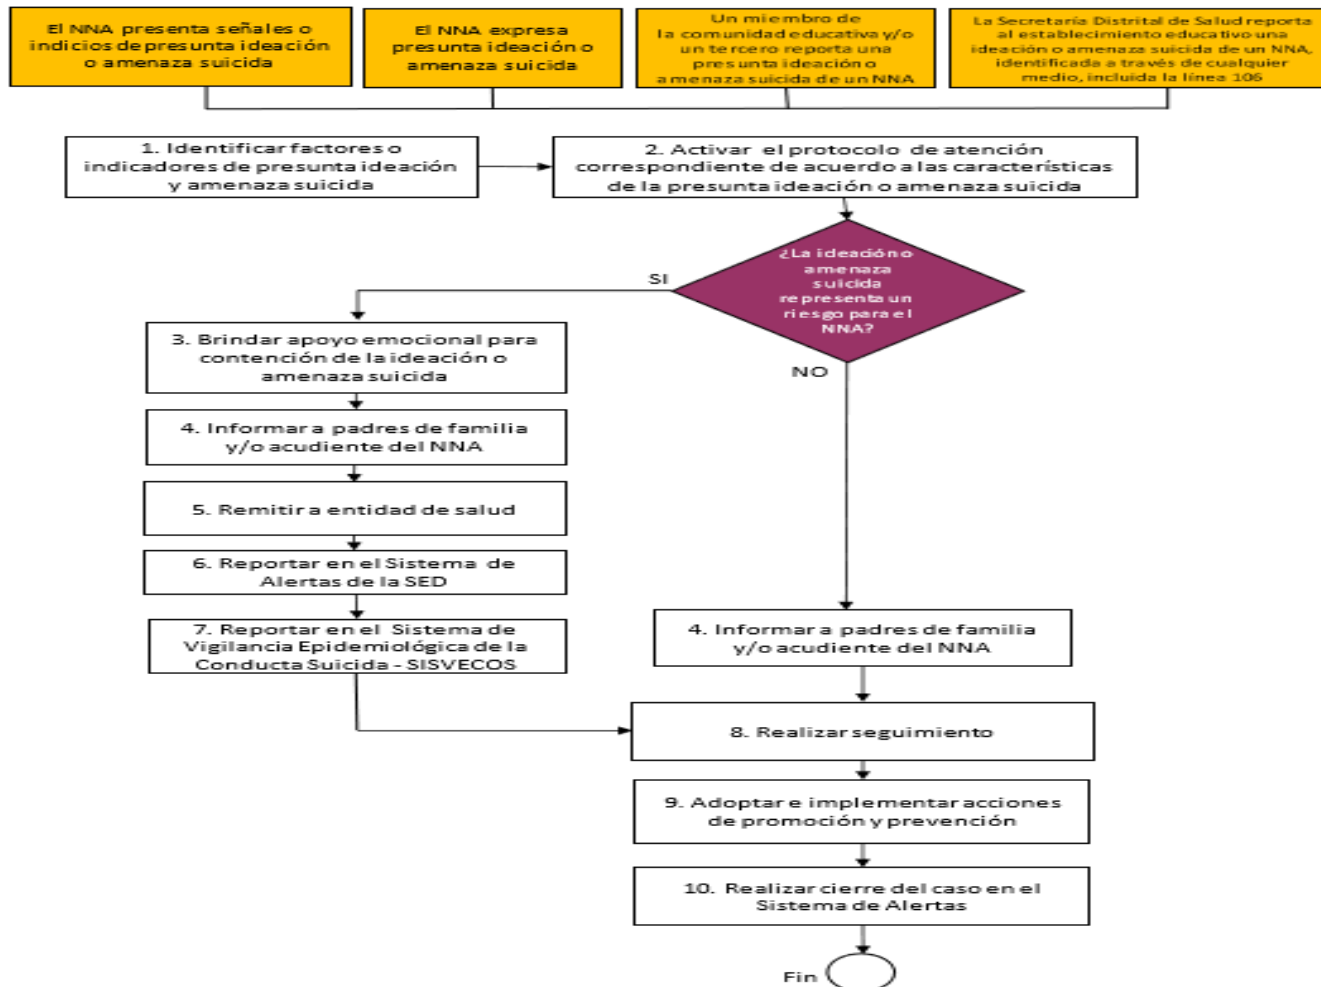 El NNA presenta señales o
indicios de presunta ideación
o amenaza suicida
El NNA expresa
presunta ideación o
amenaza suicida
Un miembro de
la comunidad educativa y/o
un tercero reporta una
presunta ideación o
amenaza suicida de un NNA
La Secretaría Distrital de Salud reporta
al establecimiento educativo una
ideación o amenaza suicida de un NNA,
identificada a través de cualquier
medio, incluida la línea 106
1. Identificar factores o
indicadores de presunta ideación
y amenaza suicida
2. Activar el protocolo de atención
correspondiente de acuerdo a las características
de la presunta ideación o amenaza suicida
¿La ideación o
amenaza
suicida
representa un
riesgo para el
NNA?
SI
NO
3. Brindar apoyo emocional para
contención de la ideación o
amenaza suicida
4. Informar a padres de familia
y/o acudiente del NNA
5. Remitir a entidad de salud
6. Reportar en el Sistema de
Alertas de la SED
7. Reportar en el Sistema de
Vigilancia Epidemiológica de la
Conducta Suicida - SISVECOS
4. Informar a padres de familia
y/o acudiente del NNA
8. Realizar seguimiento
9. Adoptar e implementar acciones
de promoción y prevención
10. Realizar cierre del caso en el
Sistema de Alertas
Fin